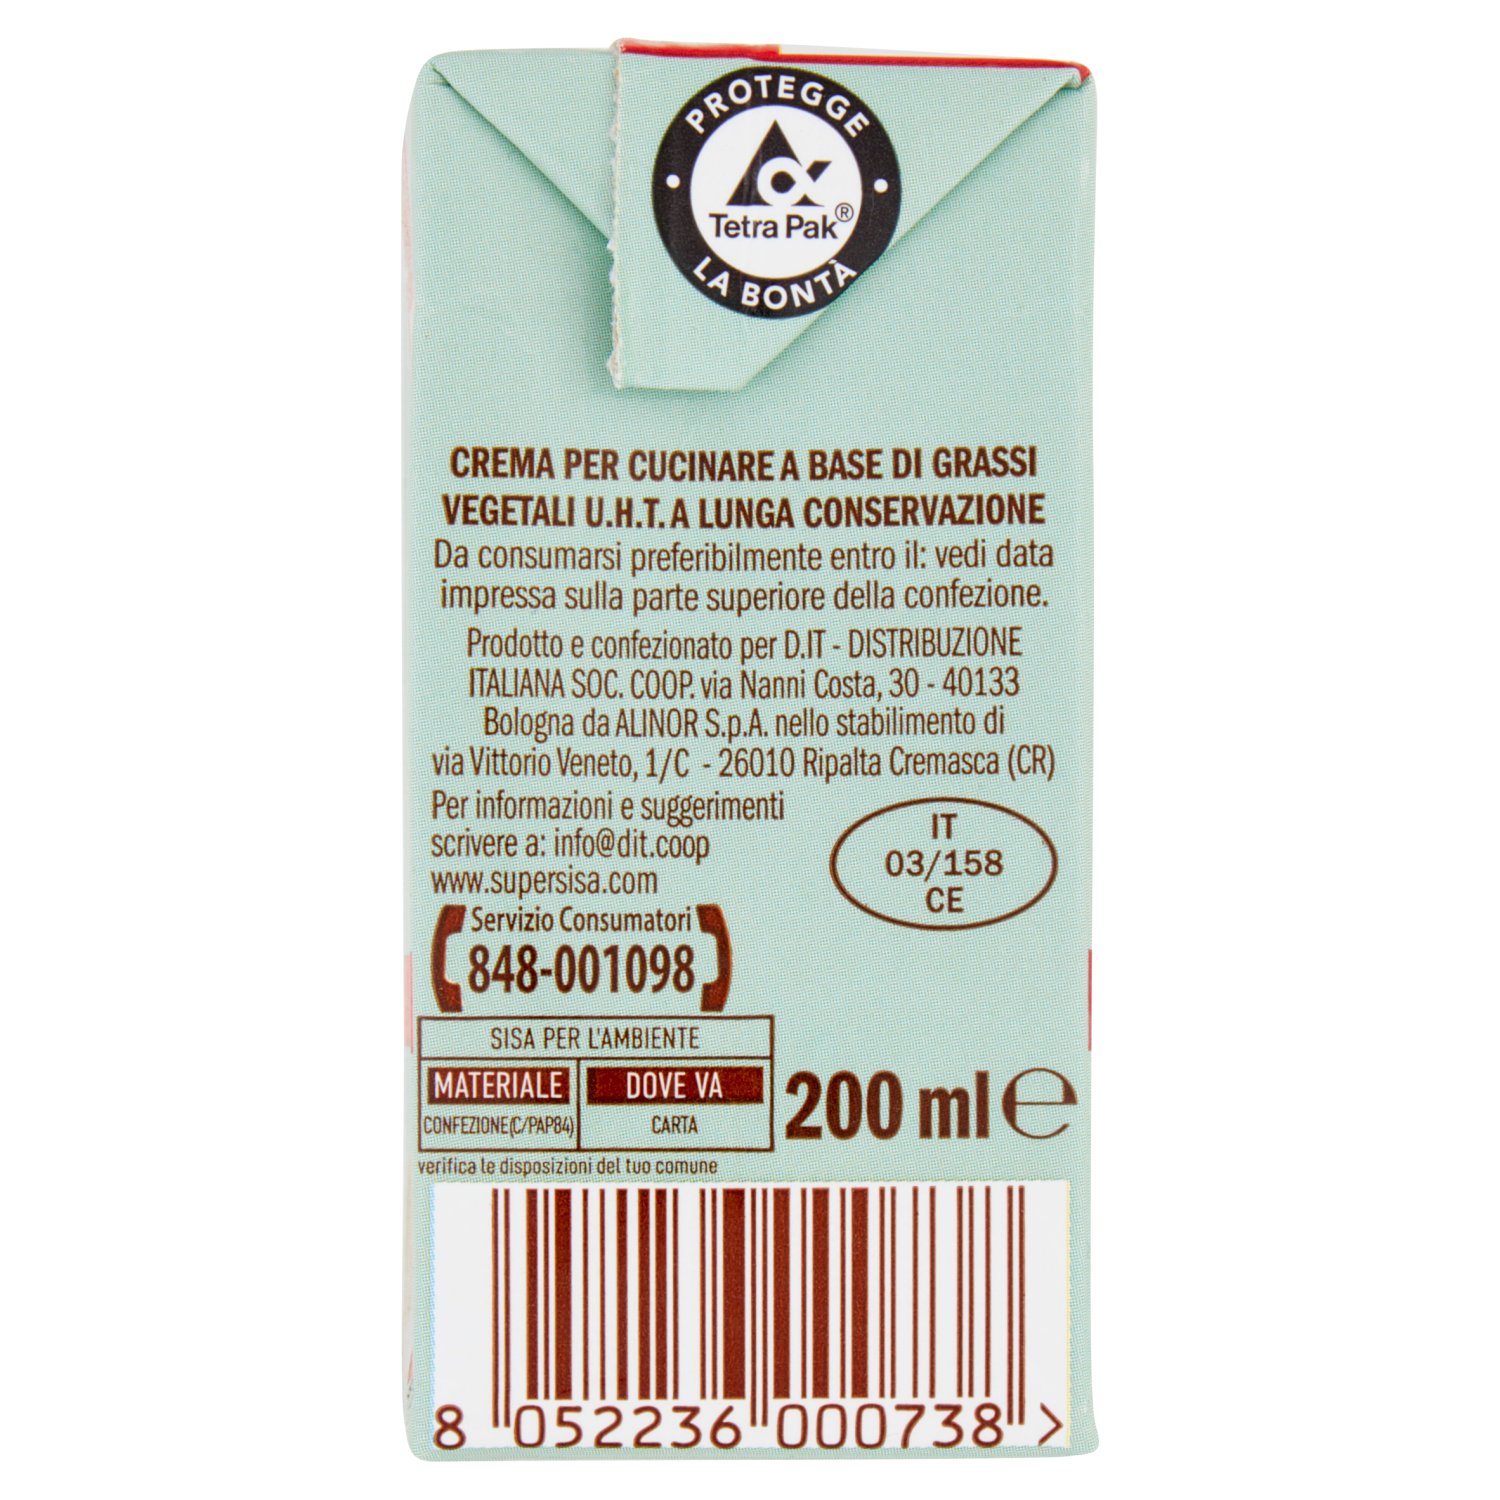 PROTEGGE
Tetra Pak®
LA BONTÀ
CREMA PER CUCINARE A BASE DI GRASSI
VEGETALI U.H.T. A LUNGA CONSERVAZIONE
Da consumarsi preferibilmente entro il: vedi data
impressa sulla parte superiore della confezione.
Prodotto e confezionato per D.IT - DISTRIBUZIONE
ITALIANA SOC. COOP. via Nanni Costa, 30 - 40133
Bologna da ALINOR S.p.A. nello stabilimento di
via Vittorio Veneto, 1/C - 26010 Ripalta Cremasca (CR)
Per informazioni e suggerimenti
scrivere a: info@dit.coop
www.supersisa.com
IT
03/158
CE
Servizio Consumatori
848-001098
SISA PER L'AMBIENTE
MATERIALE DOVE VA
CONFEZIONE(C/PAP84) CARTA
200 ml ℮
verifica le disposizioni del tuo comune
8 052236 000738 >